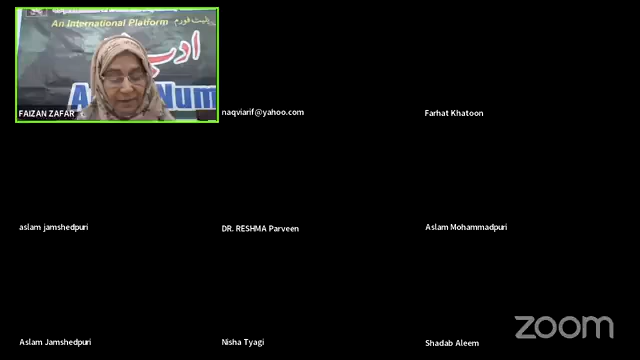 An International Platform
ادب
Num
FAIZAN ZAFAR
naqviarif@yahoo.com
Farhat Khatoon
aslam jamshedpuri
DR. RESHMA Parveen
Aslam Mohammadpuri
Aslam Jamshedpuri
Nisha Tyagi
Shadab Aleem
zoom